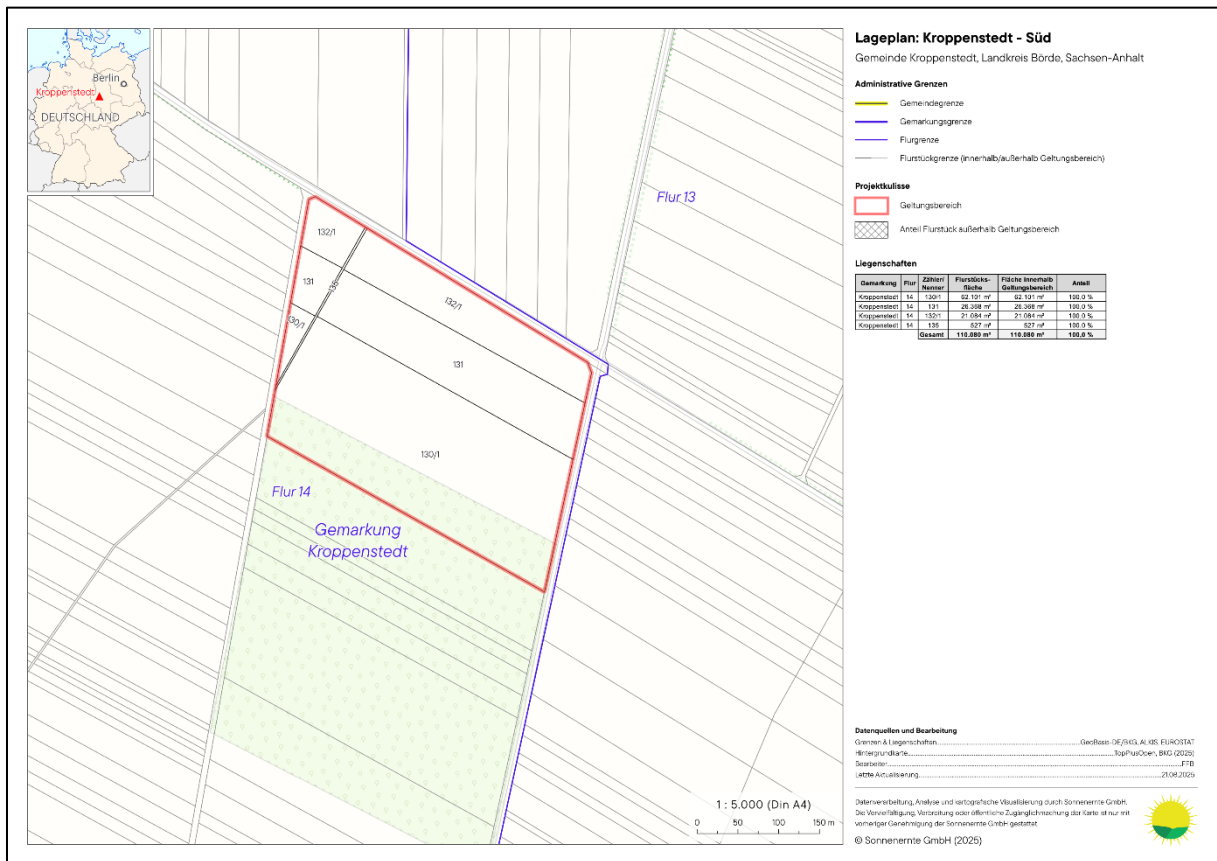 Berlin
Kroppenstedt
DEUTSCHLAND
Flur 13
132/1
131
135
130/1
132/1
131
130/1
Flur 14
Gemarkung
Kroppenstedt
1 : 5.000 (Din A4)
0 50 100 150 m
Lageplan: Kroppenstedt - Süd
Gemeinde Kroppenstedt, Landkreis Börde, Sachsen-Anhalt
Administrative Grenzen
Gemeindegrenze
Gemarkungsgrenze
Flurgrenze
Flurstückgrenze (innerhalb/außerhalb Geltungsbereich)
Projektkulisse
Geltungsbereich
Anteil Flurstück außerhalb Geltungsbereich
Liegenschaften
Gemarkung Flur Zähler/Nenner Flurstücks-fläche Fläche innerhalb Geltungsbereich Anteil
Kroppenstedt 14 130/1 62.101 m² 62.101 m² 100,0 %
Kroppenstedt 14 131 26.368 m² 26.368 m² 100,0 %
Kroppenstedt 14 132/1 21.084 m² 21.084 m² 100,0 %
Kroppenstedt 14 135 527 m² 527 m² 100,0 %
Gesamt 110.080 m² 110.080 m² 100,0 %
Datenquellen und Bearbeitung
Grenzen & Liegenschaften GeoBasis-DE/BKG, ALKIS, EUROSTAT
Hintergrundkarte TopPlusOpen, BKG (2025)
Bearbeiter FFB
Letzte Aktualisierung 21.08.2025
Datenverarbeitung, Analyse und kartografische Visualisierung durch Sonnenernte GmbH.
Die Vervielfältigung, Verbreitung oder öffentliche Zugänglichmachung der Karte ist nur mit
vorheriger Genehmigung der Sonnenernte GmbH gestattet.
© Sonnenernte GmbH (2025)